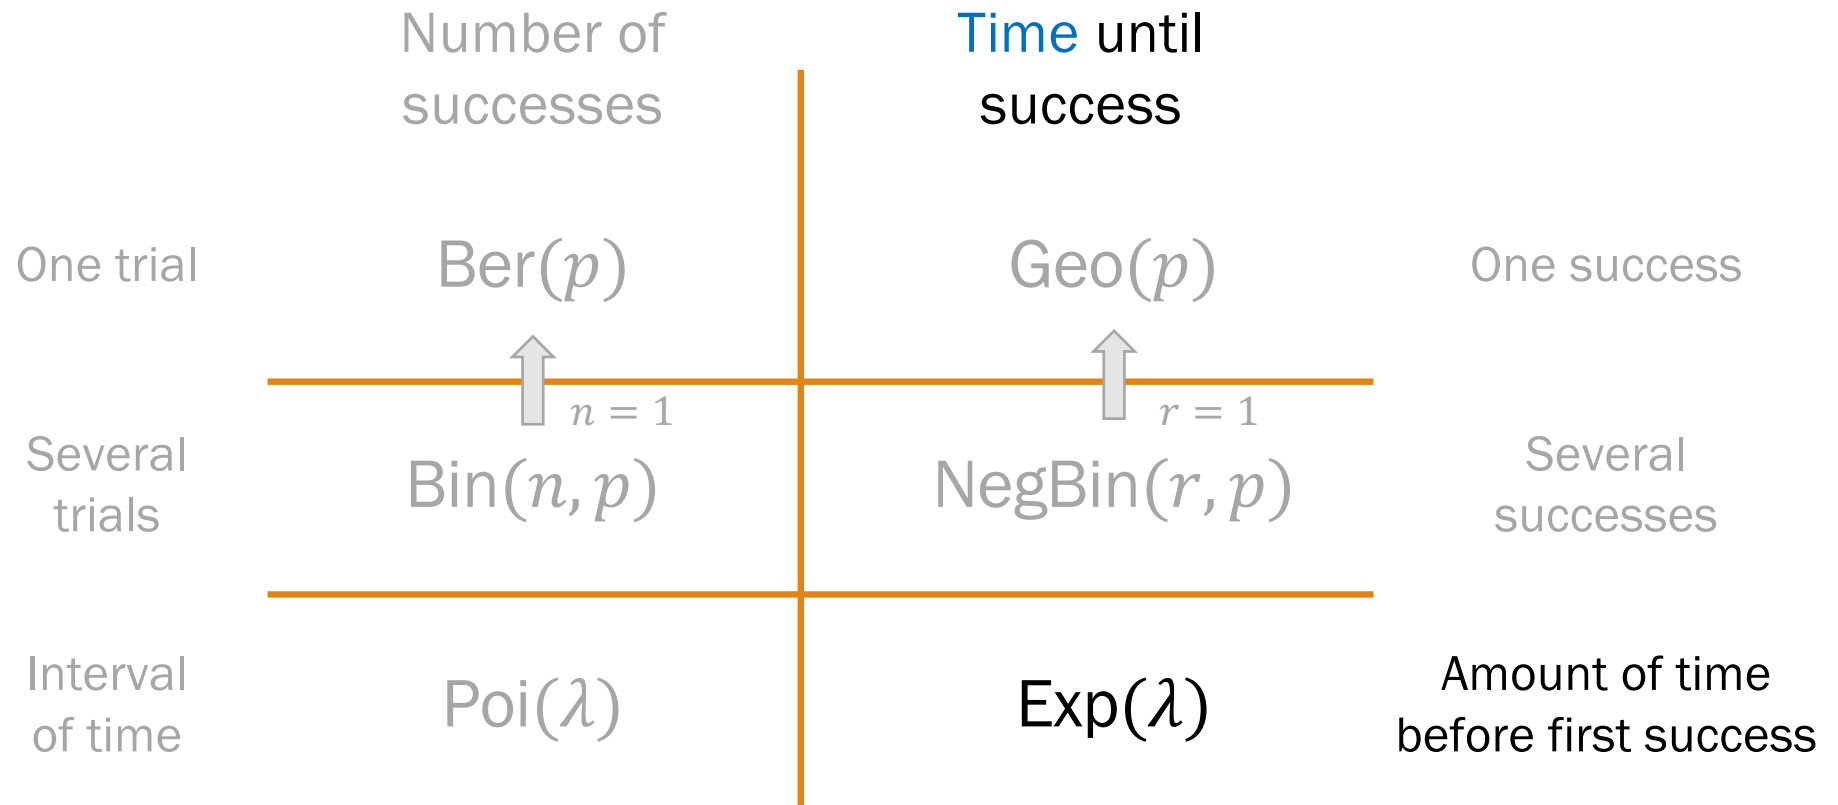 Number of
successes
Time until
success
One trial
Ber(p)
Geo(p)
One success
n = 1
r = 1
Several
trials
Bin(n, p)
NegBin(r, p)
Several
successes
Interval
of time
Poi(λ)
Exp(λ)
Amount of time
before first success